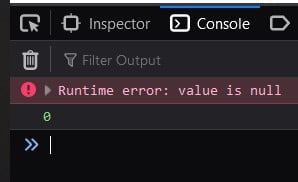 Inspector Console
Filter Output
Runtime error: value is null
0